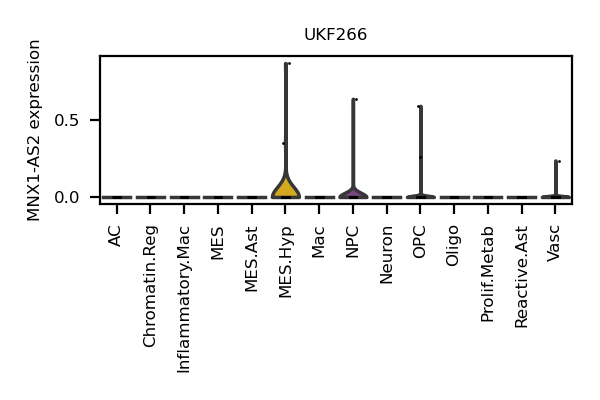 UKF266
MNX1-AS2 expression
0.5
0.0
AC
Chromatin.Reg
Inflammatory.Mac
MES
MES.Ast
MES.Hyp
Mac
NPC
Neuron
OPC
Oligo
Prolif.Metab
Reactive.Ast
Vasc